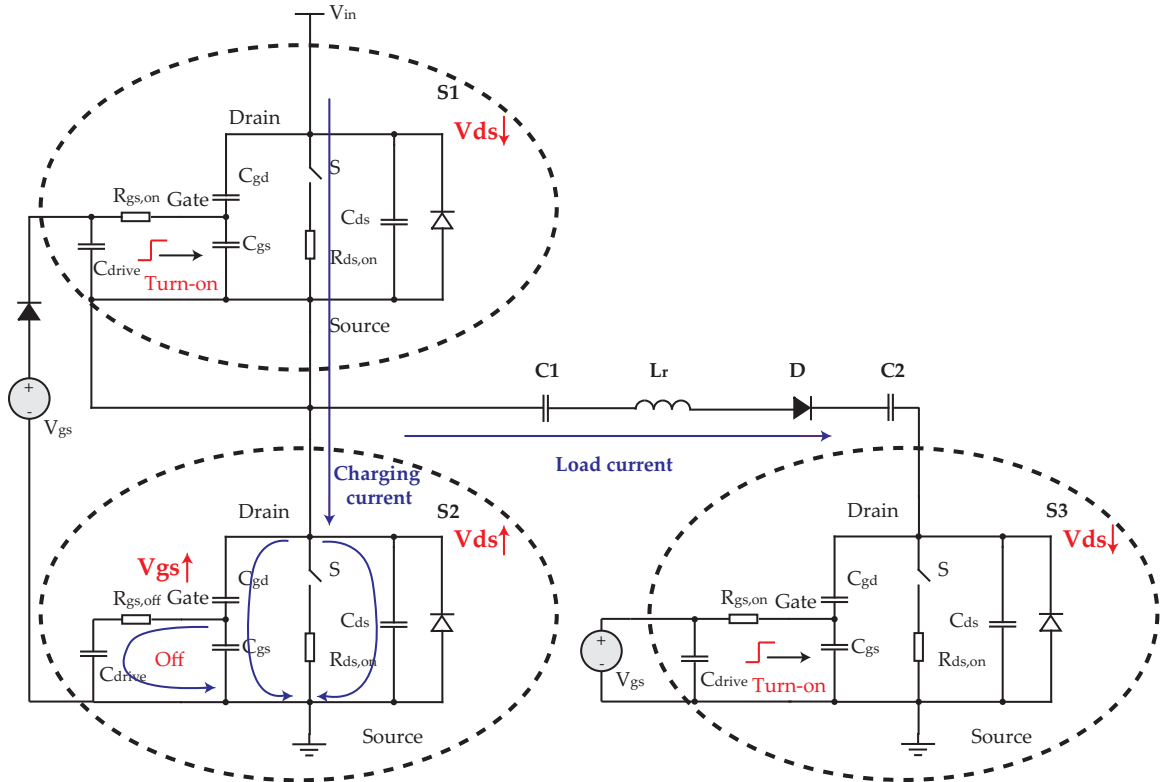 Vin
S1
Drain
Vds
S
Cgd
Rgs,on
Gate
Cds
Cgs
Rds,on
Cdrive
Turn-on
Source
+
-
Vgs
C1
Lr
D
C2
Load current
Charging
current
Drain
S2
Vds
Vgs
S
Cgd
Rgs,off
Gate
Cds
Cgs
Off
Rds,on
Cdrive
Source
Drain
S3
Vds
S
Cgd
Rgs,on
Gate
Cds
+
-
Cgs
Rds,on
Vgs
Cdrive
Turn-on
Source